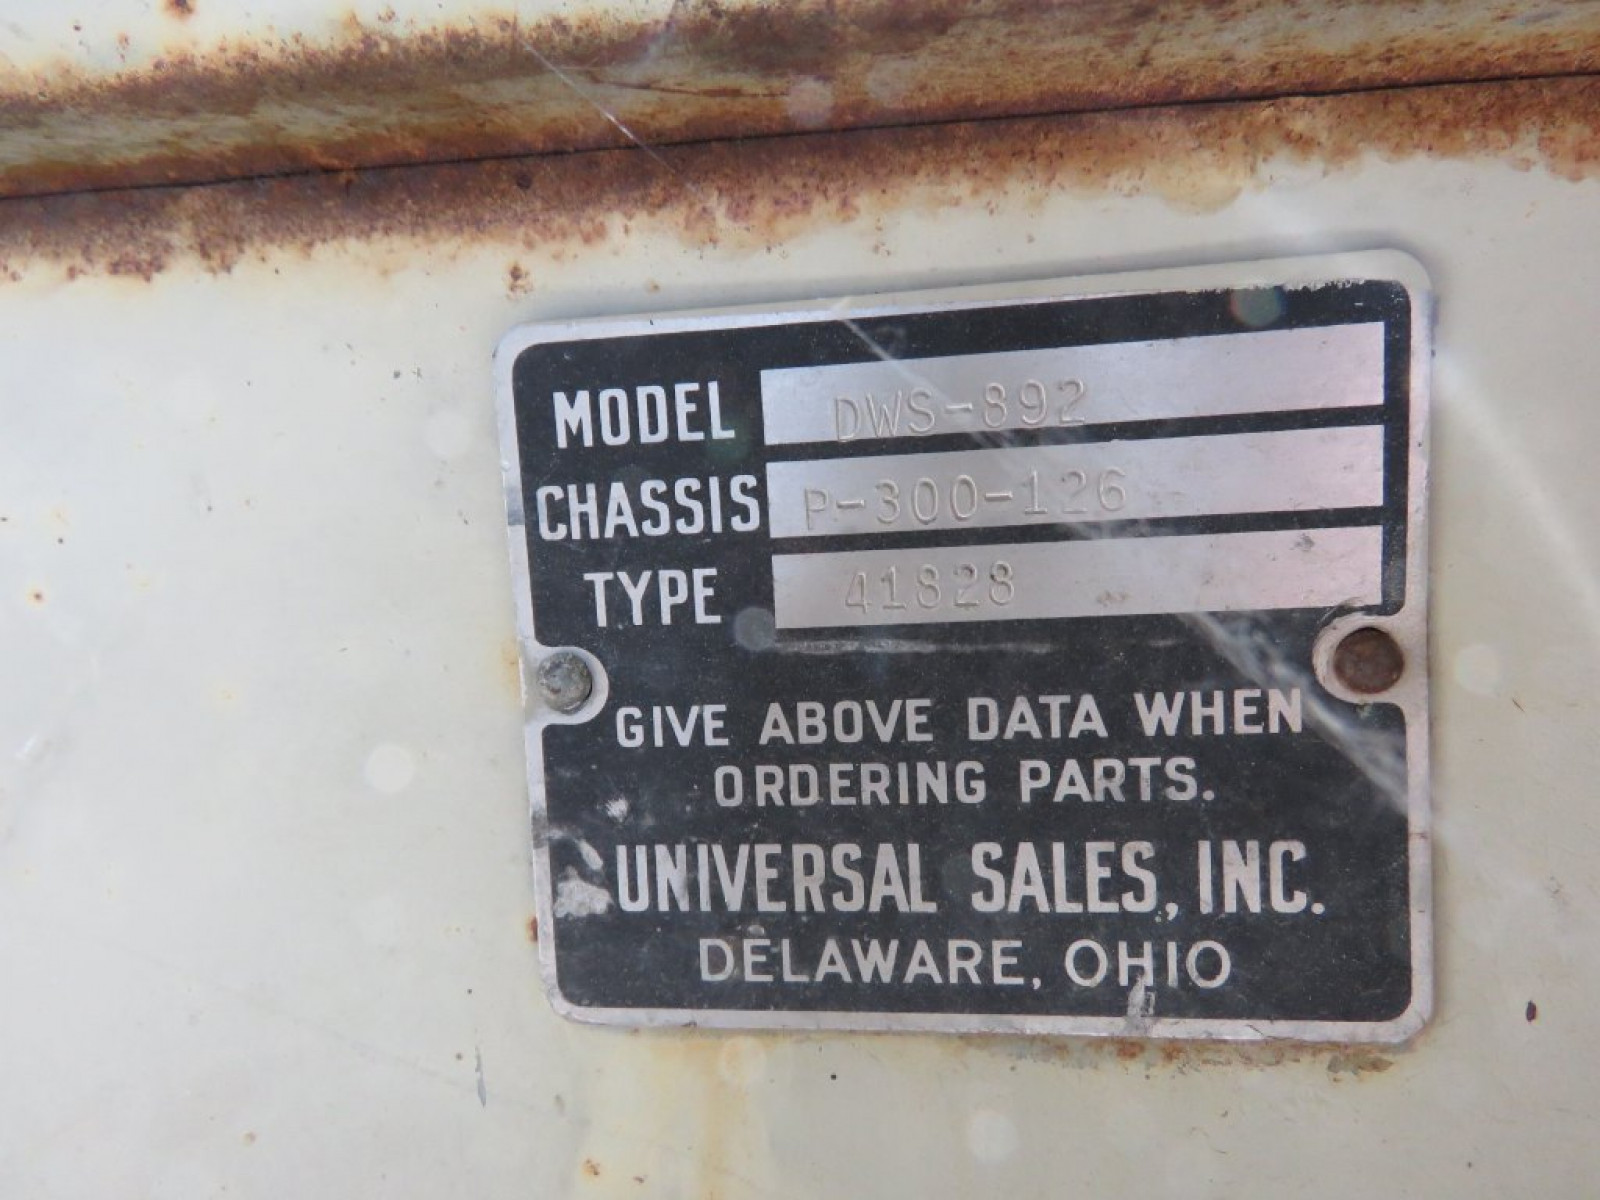 MODEL DWS-892
CHASSIS P-300-126
TYPE 41828
GIVE ABOVE DATA WHEN
ORDERING PARTS.
UNIVERSAL SALES, INC.
DELAWARE, OHIO